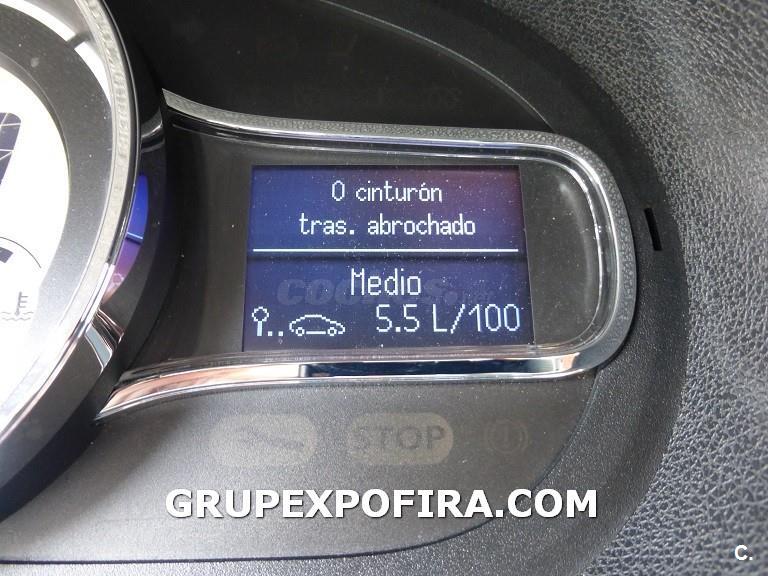 0 cinturón
tras. abrochado
Medio
5.5 L/100
STOP
GRUPEXPOFIRA.COM
C.